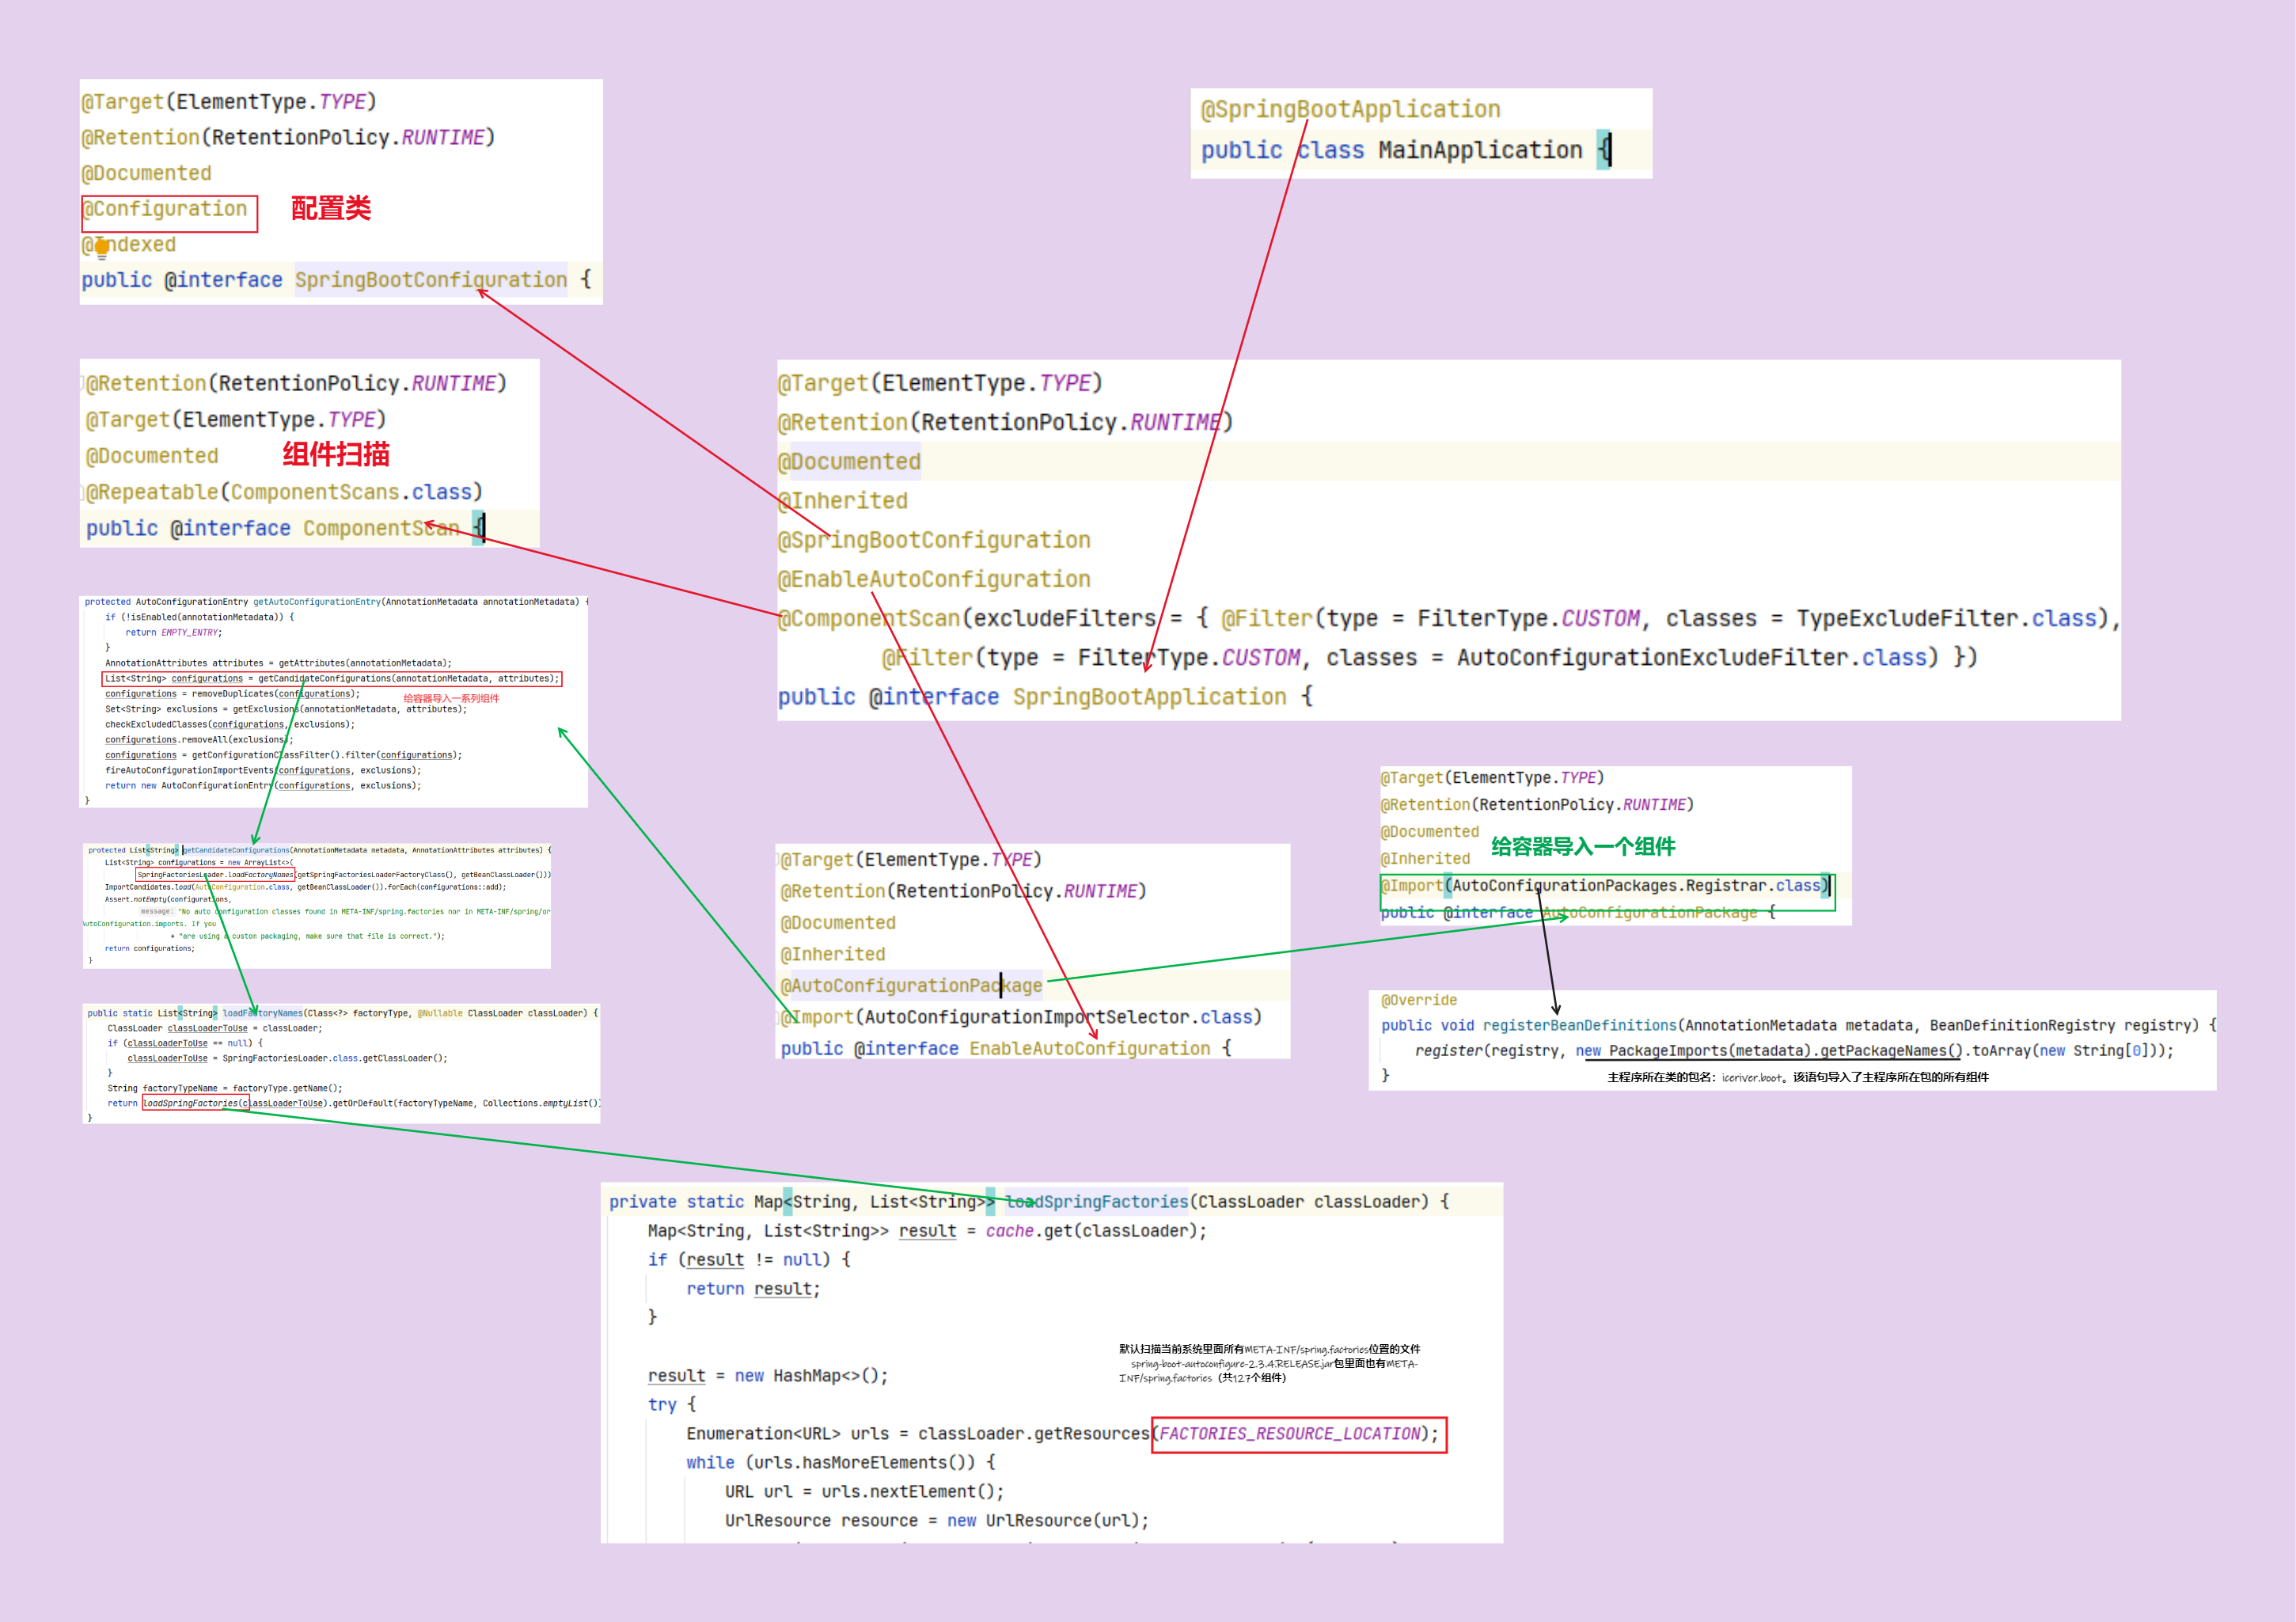 @Target(ElementType.TYPE)
@Retention(RetentionPolicy.RUNTIME)
@Documented
@Configuration
配置类
@Indexed
public @interface SpringBootConfiguration {
@SpringBootApplication
public class MainApplication {
@Retention(RetentionPolicy.RUNTIME)
@Target(ElementType.TYPE)
@Documented
组件扫描
@Repeatable(ComponentScans.class)
public @interface ComponentScan {
@Target(ElementType.TYPE)
@Retention(RetentionPolicy.RUNTIME)
@Documented
@Inherited
@SpringBootConfiguration
@EnableAutoConfiguration
@ComponentScan(excludeFilters = { @Filter(type = FilterType.CUSTOM, classes = TypeExcludeFilter.class),
@Filter(type = FilterType.CUSTOM, classes = AutoConfigurationExcludeFilter.class) })
public @interface SpringBootApplication {
protected AutoConfigurationEntry getAutoConfigurationEntry(AnnotationMetadata annotationMetadata) {
if (!isEnabled(annotationMetadata)) {
return EMPTY_ENTRY;
}
AnnotationAttributes attributes = getAttributes(annotationMetadata);
List<String> configurations = getCandidateConfigurations(annotationMetadata, attributes);
configurations = removeDuplicates(configurations);
给容器导入一系列组件
Set<String> exclusions = getExclusions(annotationMetadata, attributes);
checkExcludedClasses(configurations, exclusions);
configurations.removeAll(exclusions);
configurations = getConfigurationClassFilter().filter(configurations);
fireAutoConfigurationImportEvents(configurations, exclusions);
return new AutoConfigurationEntry(configurations, exclusions);
}
protected List<String> getCandidateConfigurations(AnnotationMetadata metadata, AnnotationAttributes attributes) {
List<String> configurations = new ArrayList<>(
SpringFactoriesLoader.loadFactoryNames(getSpringFactoriesLoaderFactoryClass(), getBeanClassLoader()))
ImportCandidates.load(AutoConfiguration.class, getBeanClassLoader()).forEach(configurations::add);
Assert.notEmpty(configurations,
message: "No auto configuration classes found in META-INF/spring.factories nor in META-INF/spring/or
AutoConfiguration.imports. If you
+ "are using a custom packaging, make sure that file is correct.");
return configurations;
}
public static List<String> loadFactoryNames(Class<?> factoryType, @Nullable ClassLoader classLoader) {
ClassLoader classLoaderToUse = classLoader;
if (classLoaderToUse == null) {
classLoaderToUse = SpringFactoriesLoader.class.getClassLoader();
}
String factoryTypeName = factoryType.getName();
return loadSpringFactories(classLoaderToUse).getOrDefault(factoryTypeName, Collections.emptyList())
}
@Target(ElementType.TYPE)
@Retention(RetentionPolicy.RUNTIME)
@Documented
@Inherited
@AutoConfigurationPackage
@Import(AutoConfigurationImportSelector.class)
public @interface EnableAutoConfiguration {
@Target(ElementType.TYPE)
@Retention(RetentionPolicy.RUNTIME)
@Documented
给容器导入一个组件
@Inherited
@Import(AutoConfigurationPackages.Registrar.class)
public @interface AutoConfigurationPackage {
@Override
public void registerBeanDefinitions(AnnotationMetadata metadata, BeanDefinitionRegistry registry) {
register(registry, new PackageImports(metadata).getPackageNames().toArray(new String[0]));
}
主程序所在类的包名：iceriver.boot。该语句导入了主程序所在包的所有组件
private static Map<String, List<String>> loadSpringFactories(ClassLoader classLoader) {
Map<String, List<String>> result = cache.get(classLoader);
if (result != null) {
return result;
}
默认扫描当前系统里面所有META-INF/spring.factories位置的文件
spring-boot-autoconfigure-2.3.4.RELEASE.jar包里面也有META-
INF/spring.factories（共127个组件）
result = new HashMap<>();
try {
Enumeration<URL> urls = classLoader.getResources(FACTORIES_RESOURCE_LOCATION);
while (urls.hasMoreElements()) {
URL url = urls.nextElement();
UrlResource resource = new UrlResource(url);